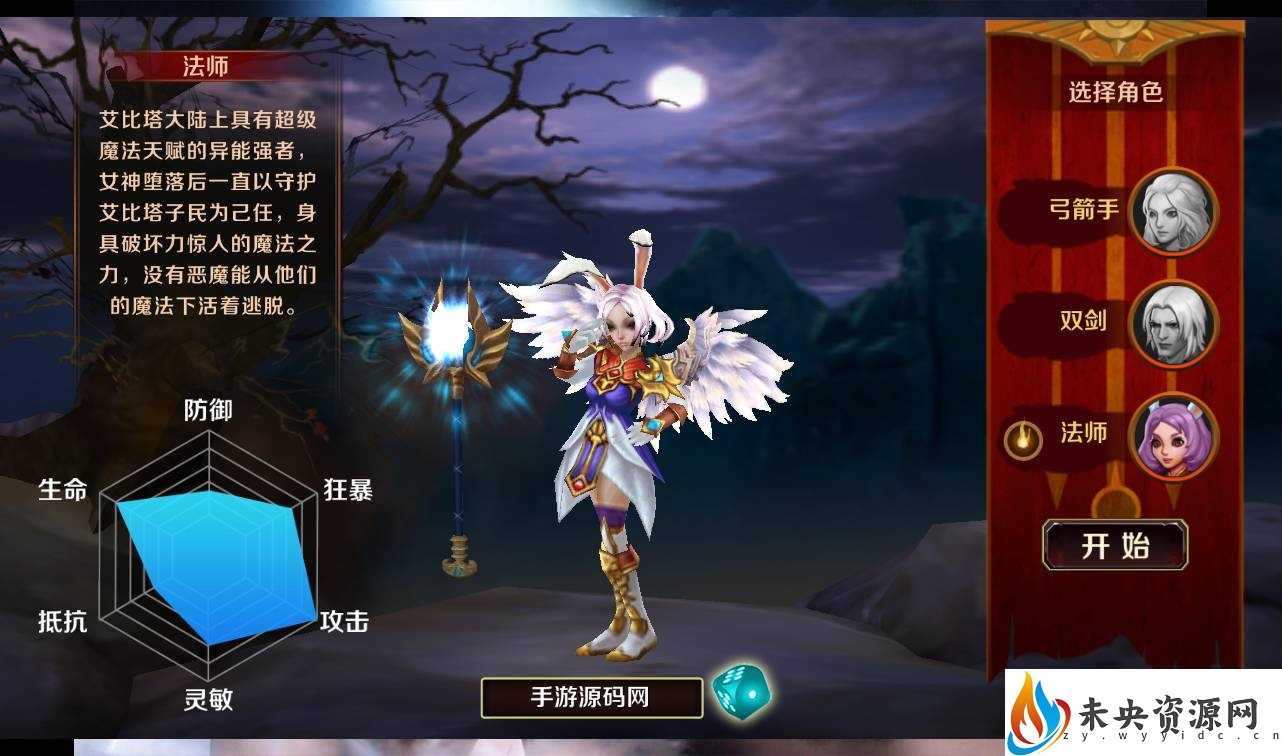 法师
艾比塔大陆上具有超级
魔法天赋的异能强者，
女神堕落后一直以守护
艾比塔子民为己任，身
具破坏力惊人的魔法之
力，没有恶魔能从他们
的魔法下活着逃脱。
防御
生命
狂暴
抵抗
攻击
灵敏
选择角色
弓箭手
双剑
法师
开始
手游源码网
未央资源网
zy.wyyidc.cn